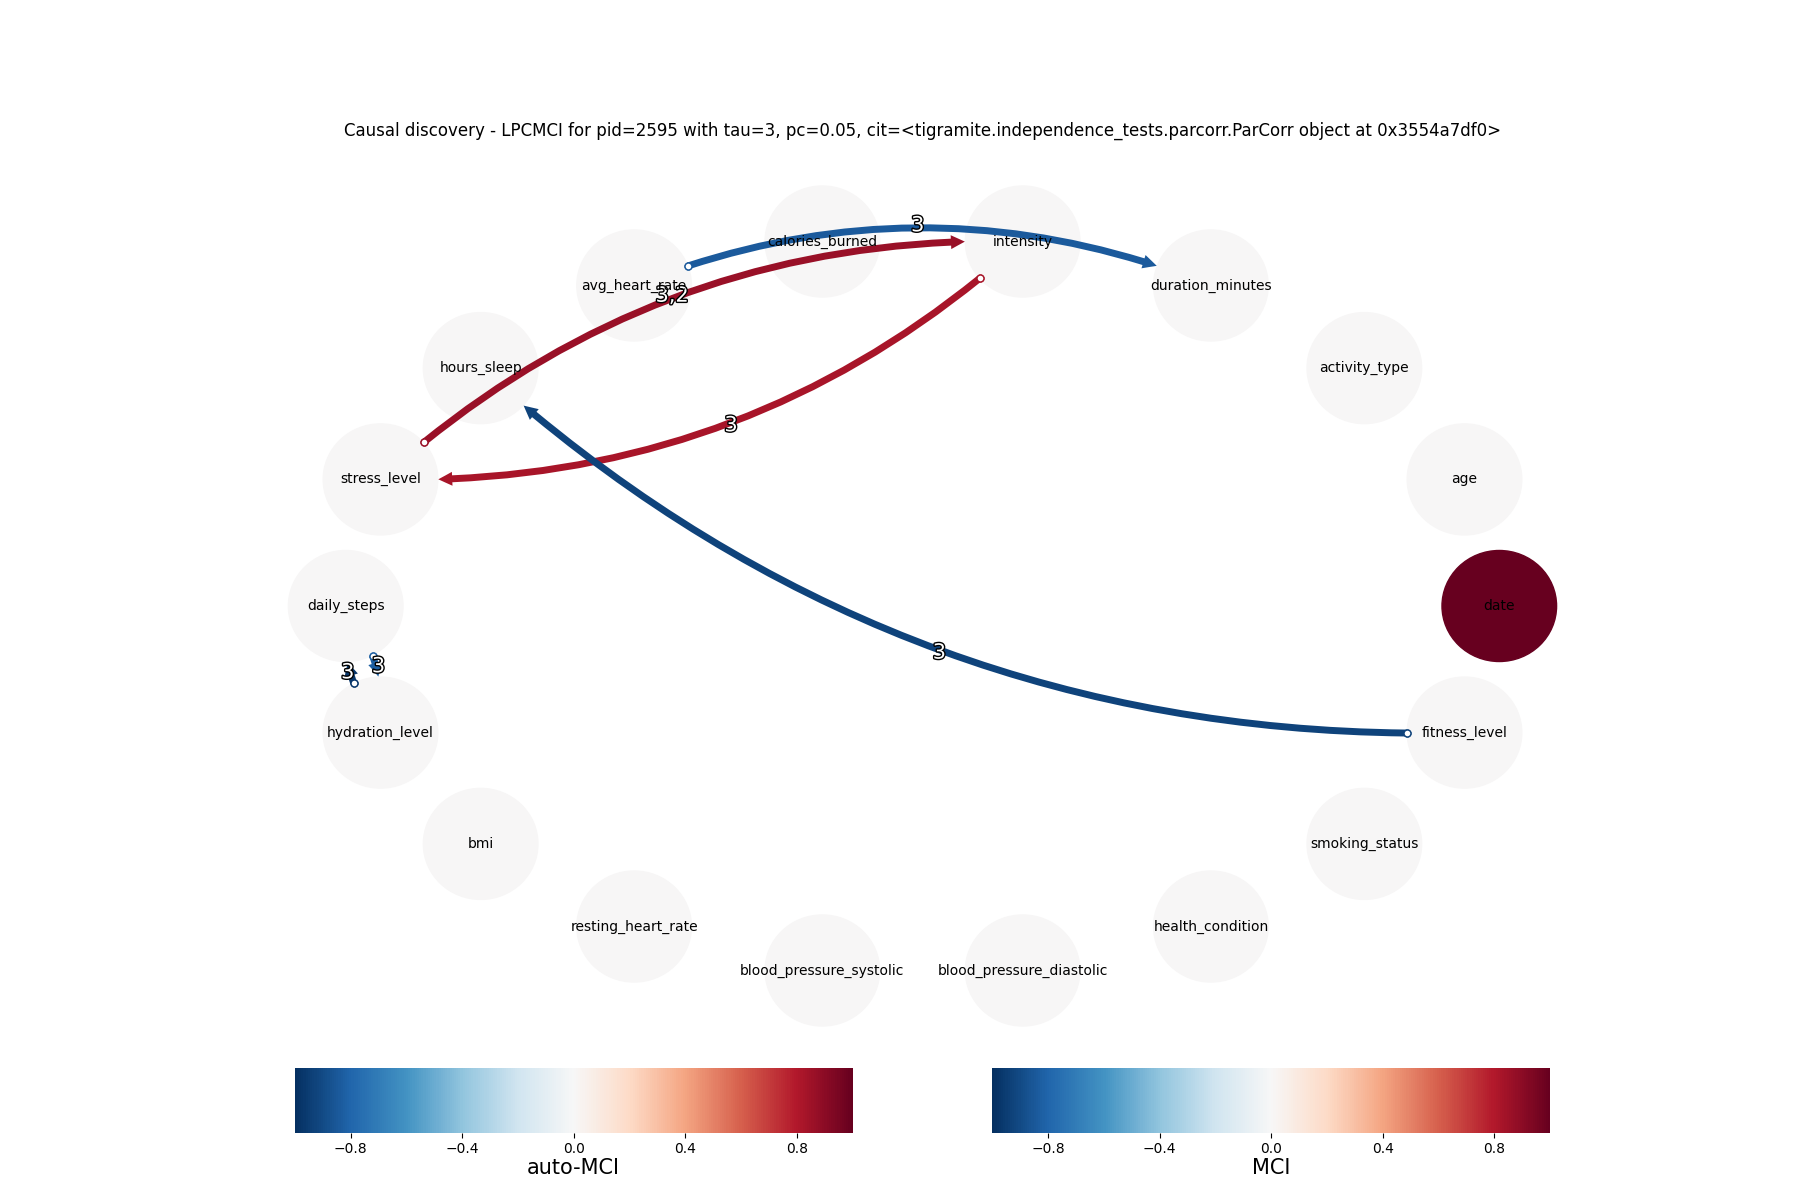 Causal discovery - LPCMCI for pid=2595 with tau=3, pc=0.05, cit=<tigramite.independence_tests.parcorr.ParCorr object at 0x3554a7df0>
3
calories_burned
intensity
avg_heart_rate
3,2
duration_minutes
hours_sleep
activity_type
3
stress_level
age
daily_steps
date
3
3
3
hydration_level
fitness_level
bmi
smoking_status
resting_heart_rate
health_condition
blood_pressure_systolic
blood_pressure_diastolic
−0.8 −0.4 0.0 0.4 0.8
auto-MCI
−0.8 −0.4 0.0 0.4 0.8
MCI